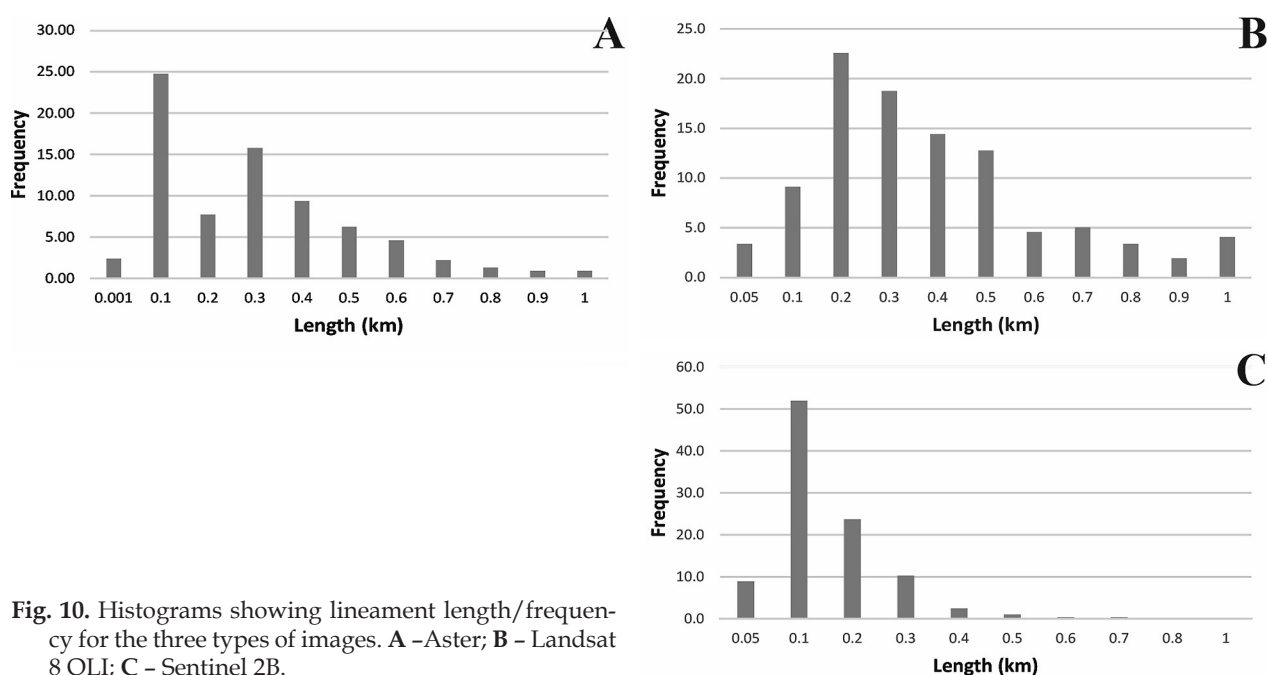 A
30.00
25.00
20.00
15.00
10.00
5.00
0.00
Frequency
0.001 0.1 0.2 0.3 0.4 0.5 0.6 0.7 0.8 0.9 1
Length (km)
B
25.0
20.0
15.0
10.0
5.0
0.0
Frequency
0.05 0.1 0.2 0.3 0.4 0.5 0.6 0.7 0.8 0.9 1
Length (km)
C
60.0
50.0
40.0
30.0
20.0
10.0
0.0
Frequency
0.05 0.1 0.2 0.3 0.4 0.5 0.6 0.7 0.8 1
Length (km)
Fig. 10. Histograms showing lineament length/frequen-
cy for the three types of images. A –Aster; B – Landsat
8 OLI; C – Sentinel 2B.